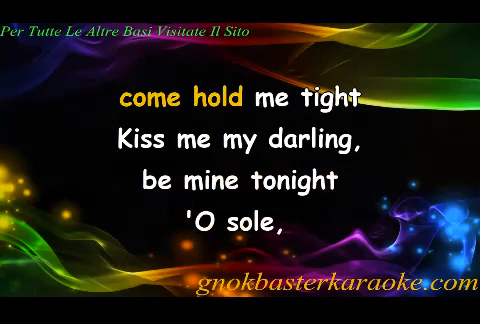 Per Tutte Le Altre Basi Visitate Il Sito
come hold me tight
Kiss me my darling,
be mine tonight
'O sole,
gnokbasterkaraoke.com